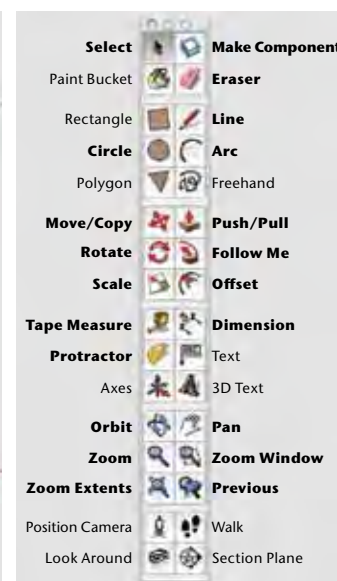 Select Make Component
Paint Bucket Eraser
Rectangle Line
Circle Arc
Polygon Freehand
Move/Copy Push/Pull
Rotate Follow Me
Scale Offset
Tape Measure Dimension
Protractor Text
Axes 3D Text
Orbit Pan
Zoom Zoom Window
Zoom Extents Previous
Position Camera Walk
Look Around Section Plane